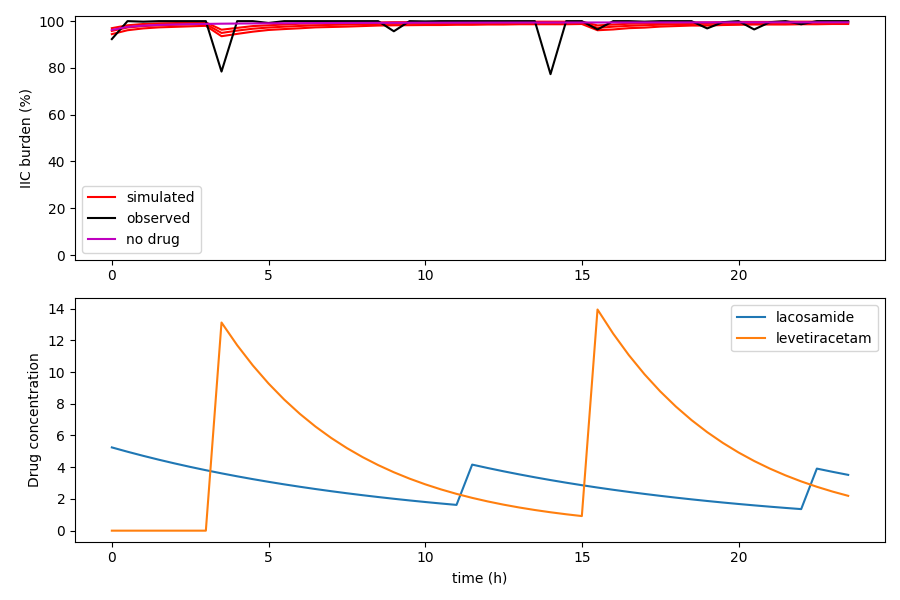 100
80
60
40
20
0
IIC burden (%)
simulated
observed
no drug
0 5 10 15 20
14
12
10
8
6
4
2
0
Drug concentration
lacosamide
levetiracetam
0 5 10 15 20
time (h)